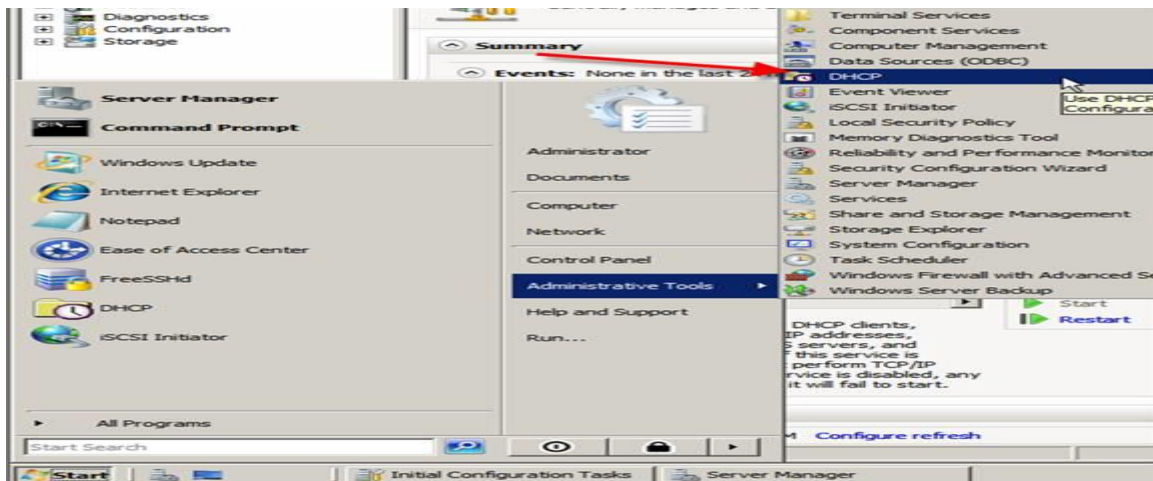 Diagnostics
Configuration
Storage
Summary
Events: None in the last 2
Server Manager
Command Prompt
Windows Update
Internet Explorer
Notepad
Ease of Access Center
FreeSSHd
DHCP
iSCSI Initiator
All Programs
Start Search
Administrator
Documents
Computer
Network
Control Panel
Administrative Tools
Help and Support
Run...
Terminal Services
Component Services
Computer Management
Data Sources (ODBC)
DHCP
Event Viewer
iSCSI Initiator
Local Security Policy
Memory Diagnostics Tool
Reliability and Performance Monitor
Security Configuration Wizard
Server Manager
Services
Share and Storage Management
Storage Explorer
System Configuration
Task Scheduler
Windows Firewall with Advanced Se
Windows Server Backup
Use DHCP
Configura
Start
Restart
DHCP clients,
IP addresses,
servers, and
f this service is
perform TCP/IP
rvice is disabled, any
it will fail to start.
Configure refresh
Start
Initial Configuration Tasks
Server Manager